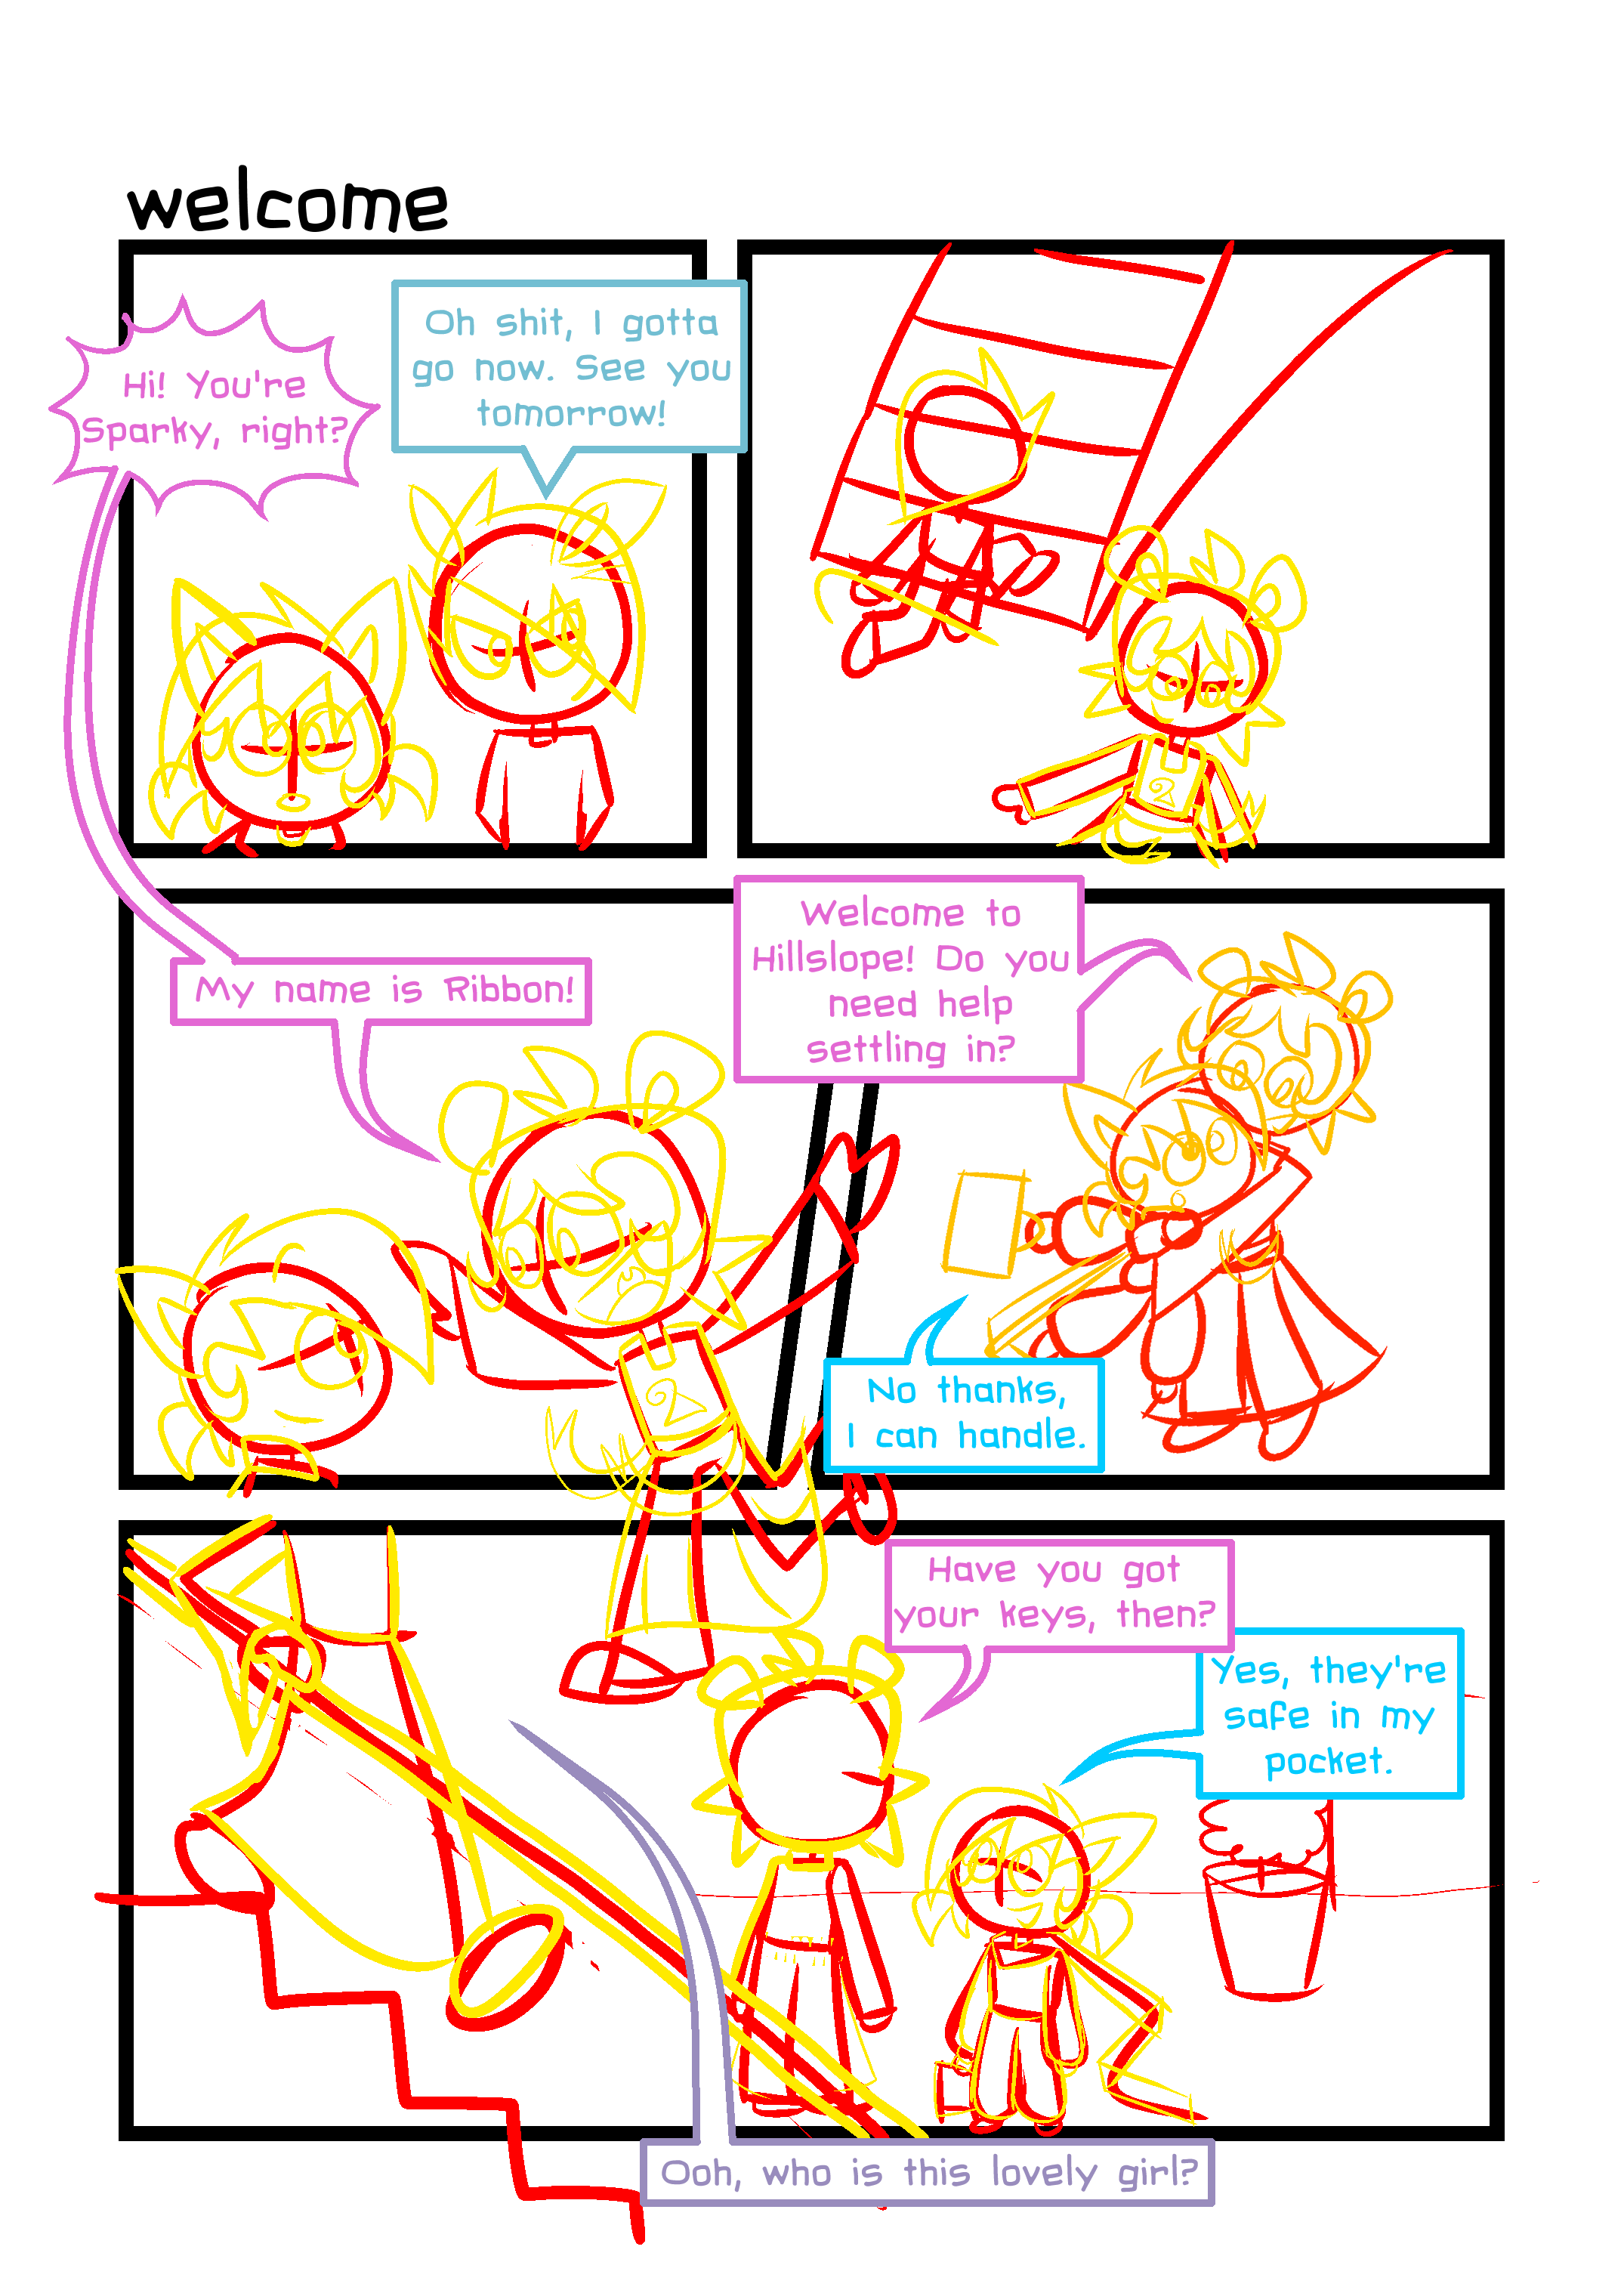 welcome
Hi! You're
Sparky, right?
Oh shit, I gotta
go now. See you
tomorrow!
2
My name is Ribbon!
2
Welcome to
Hillslope! Do you
need help
settling in?
No thanks,
I can handle.
Have you got
your keys, then?
Yes, they're
safe in my
pocket.
Ooh, who is this lovely girl?